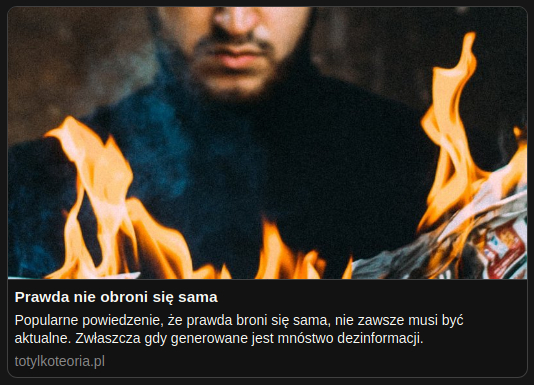 Prawda nie obroni się sama
Popularne powiedzenie, że prawda broni się sama, nie zawsze musi być
aktualne. Zwłaszcza gdy generowane jest mnóstwo dezinformacji.
totylkoteoria.pl